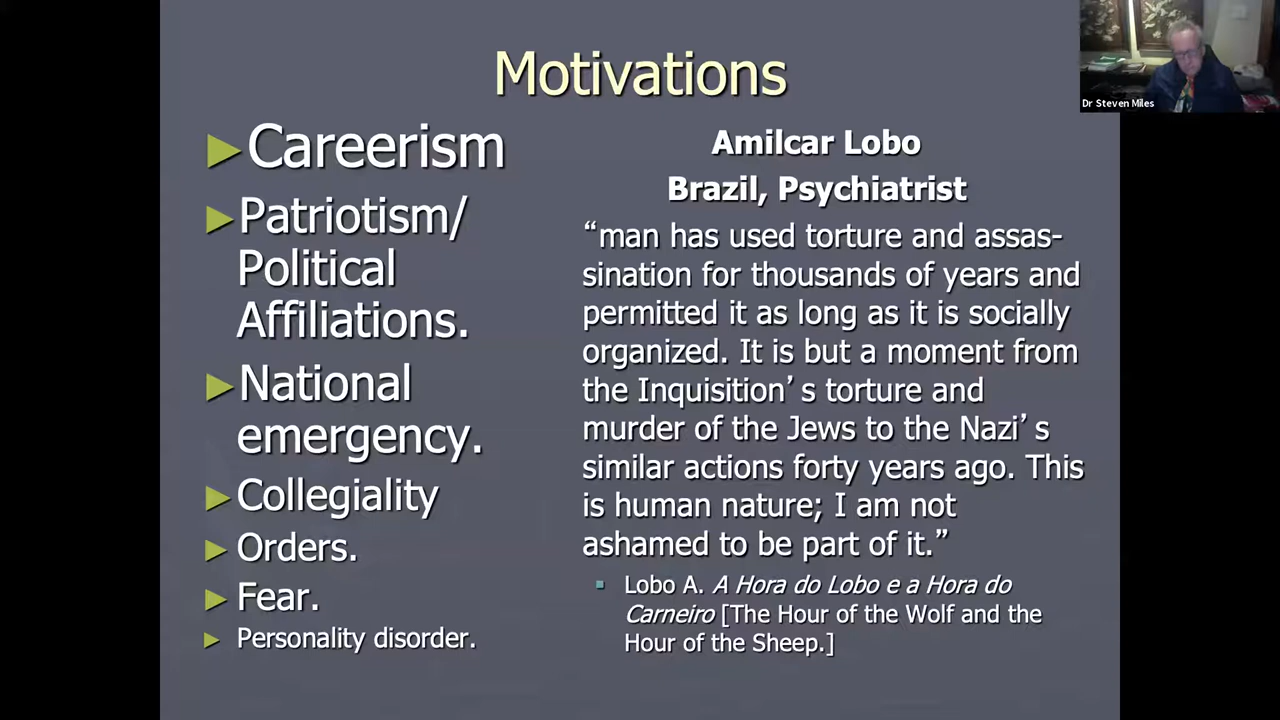 Motivations
►Careerism
►Patriotism/
Political
Affiliations.
►National
emergency.
►Collegiality
►Orders.
►Fear.
►Personality disorder.
Amilcar Lobo
Brazil, Psychiatrist
“man has used torture and assas-
sination for thousands of years and
permitted it as long as it is socially
organized. It is but a moment from
the Inquisition’s torture and
murder of the Jews to the Nazi’s
similar actions forty years ago. This
is human nature; I am not
ashamed to be part of it.”
▪ Lobo A. A Hora do Lobo e a Hora do
Carneiro [The Hour of the Wolf and the
Hour of the Sheep.]
Dr Steven Miles